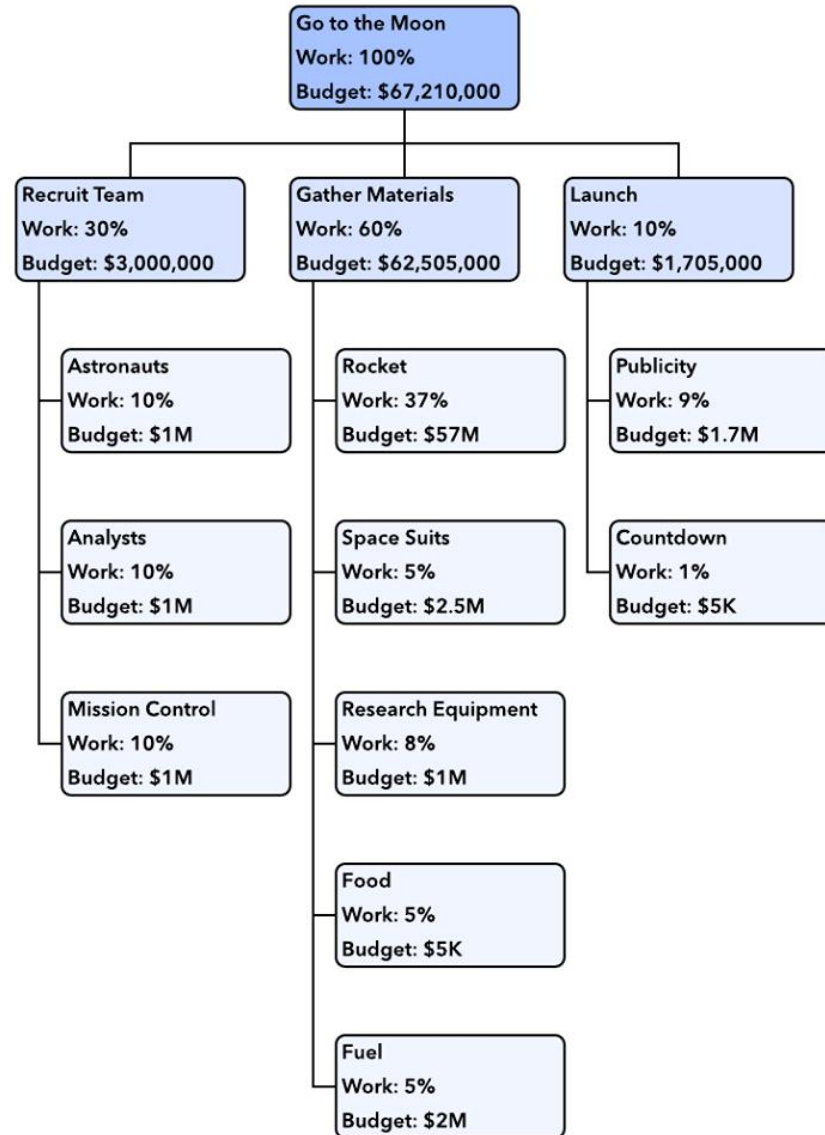 Go to the Moon
Work: 100%
Budget: $67,210,000
Recruit Team
Work: 30%
Budget: $3,000,000
Astronauts
Work: 10%
Budget: $1M
Analysts
Work: 10%
Budget: $1M
Mission Control
Work: 10%
Budget: $1M
Gather Materials
Work: 60%
Budget: $62,505,000
Rocket
Work: 37%
Budget: $57M
Space Suits
Work: 5%
Budget: $2.5M
Research Equipment
Work: 8%
Budget: $1M
Food
Work: 5%
Budget: $5K
Fuel
Work: 5%
Budget: $2M
Launch
Work: 10%
Budget: $1,705,000
Publicity
Work: 9%
Budget: $1.7M
Countdown
Work: 1%
Budget: $5K